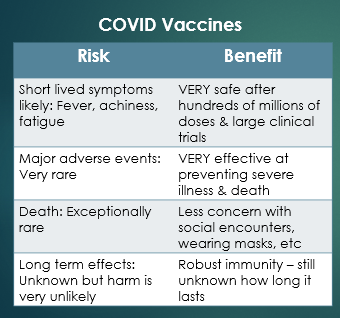 COVID Vaccines
Risk
Benefit
Short lived symptoms
likely: Fever, achiness,
fatigue
VERY safe after
hundreds of millions of
doses & large clinical
trials
Major adverse events:
Very rare
VERY effective at
preventing severe
illness & death
Death: Exceptionally
rare
Less concern with
social encounters,
wearing masks, etc
Long term effects:
Unknown but harm is
very unlikely
Robust immunity – still
unknown how long it
lasts